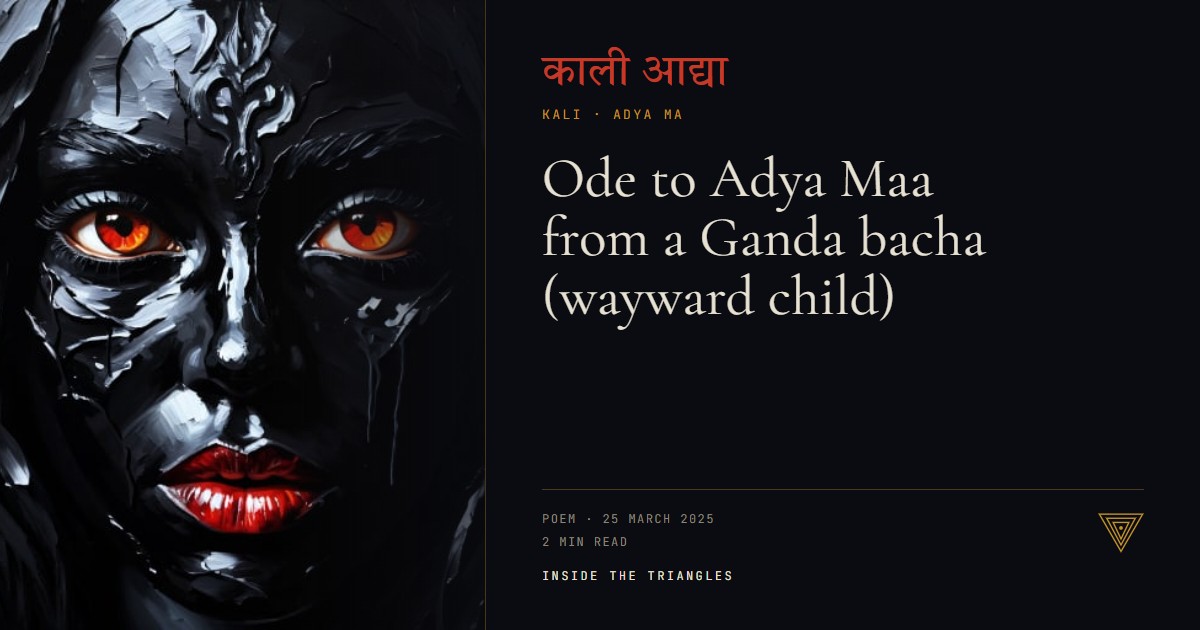 काली आद्या
KALI · ADYA MA
Ode to Adya Maa
from a Ganda bacha
(wayward child)
POEM · 25 MARCH 2025
2 MIN READ
INSIDE THE TRIANGLES